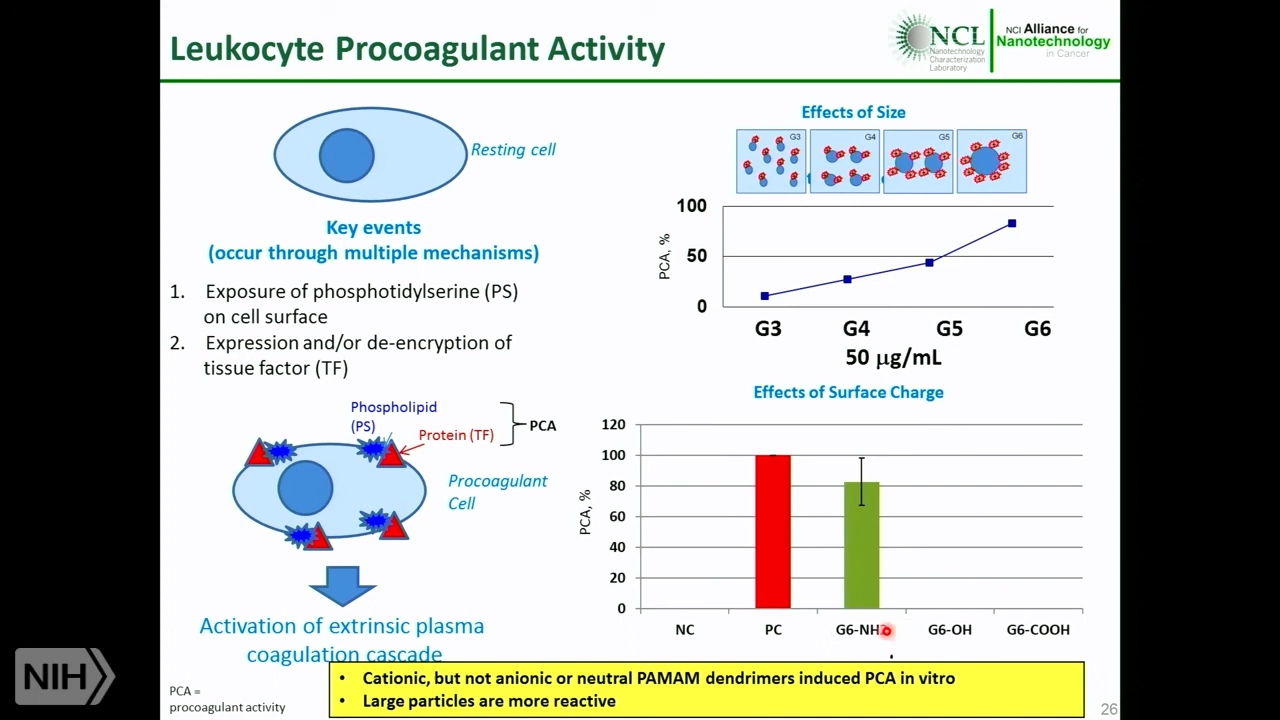 Leukocyte Procoagulant Activity
NCL
Nanotechnology
Characterization
Laboratory
NCI Alliance for
Nanotechnology
in Cancer
Resting cell
Key events
(occur through multiple mechanisms)
1. Exposure of phosphotidylserine (PS)
on cell surface
2. Expression and/or de-encryption of
tissue factor (TF)
Phospholipid
(PS)
Protein (TF)
PCA
Procoagulant
Cell
Activation of extrinsic plasma
coagulation cascade
Effects of Size
G3 G4 G5 G6
PCA, %
100
50
0
G3 G4 G5 G6
50 µg/mL
Effects of Surface Charge
PCA, %
120
100
80
60
40
20
0
NC PC G6-NH2 G6-OH G6-COOH
• Cationic, but not anionic or neutral PAMAM dendrimers induced PCA in vitro
• Large particles are more reactive
NIH
PCA =
procoagulant activity
26